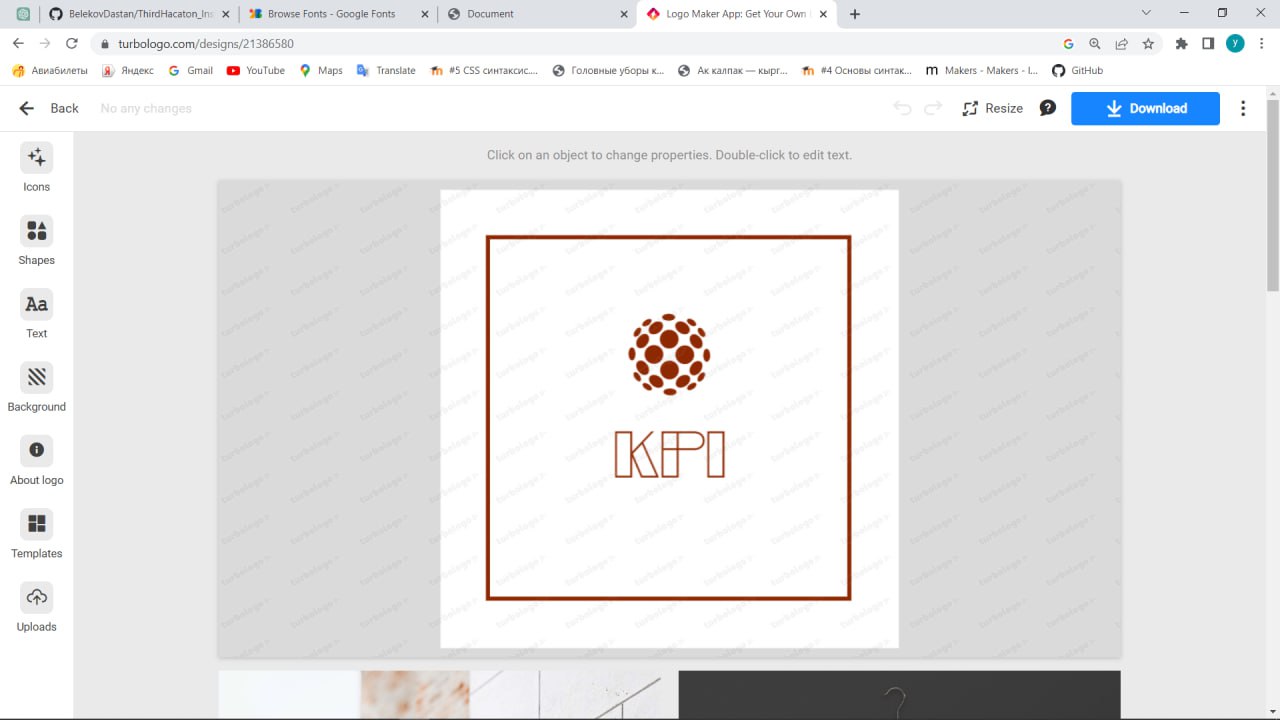 BelekovDastan/ThirdHacaton_Ins
Browse Fonts - Google Fonts
Document
Logo Maker App: Get Your Own
turbologo.com/designs/21386580
y
Авиабилеты
Яндекс
Gmail
YouTube
Maps
Translate
#5 CSS синтаксис....
Головные уборы к...
Ак калпак — кырг...
#4 Основы синтак...
Makers - Makers - I...
GitHub
Back
No any changes
Resize
Download
Click on an object to change properties. Double-click to edit text.
Icons
Shapes
Aa
Text
Background
About logo
Templates
Uploads
KPI
turbologo